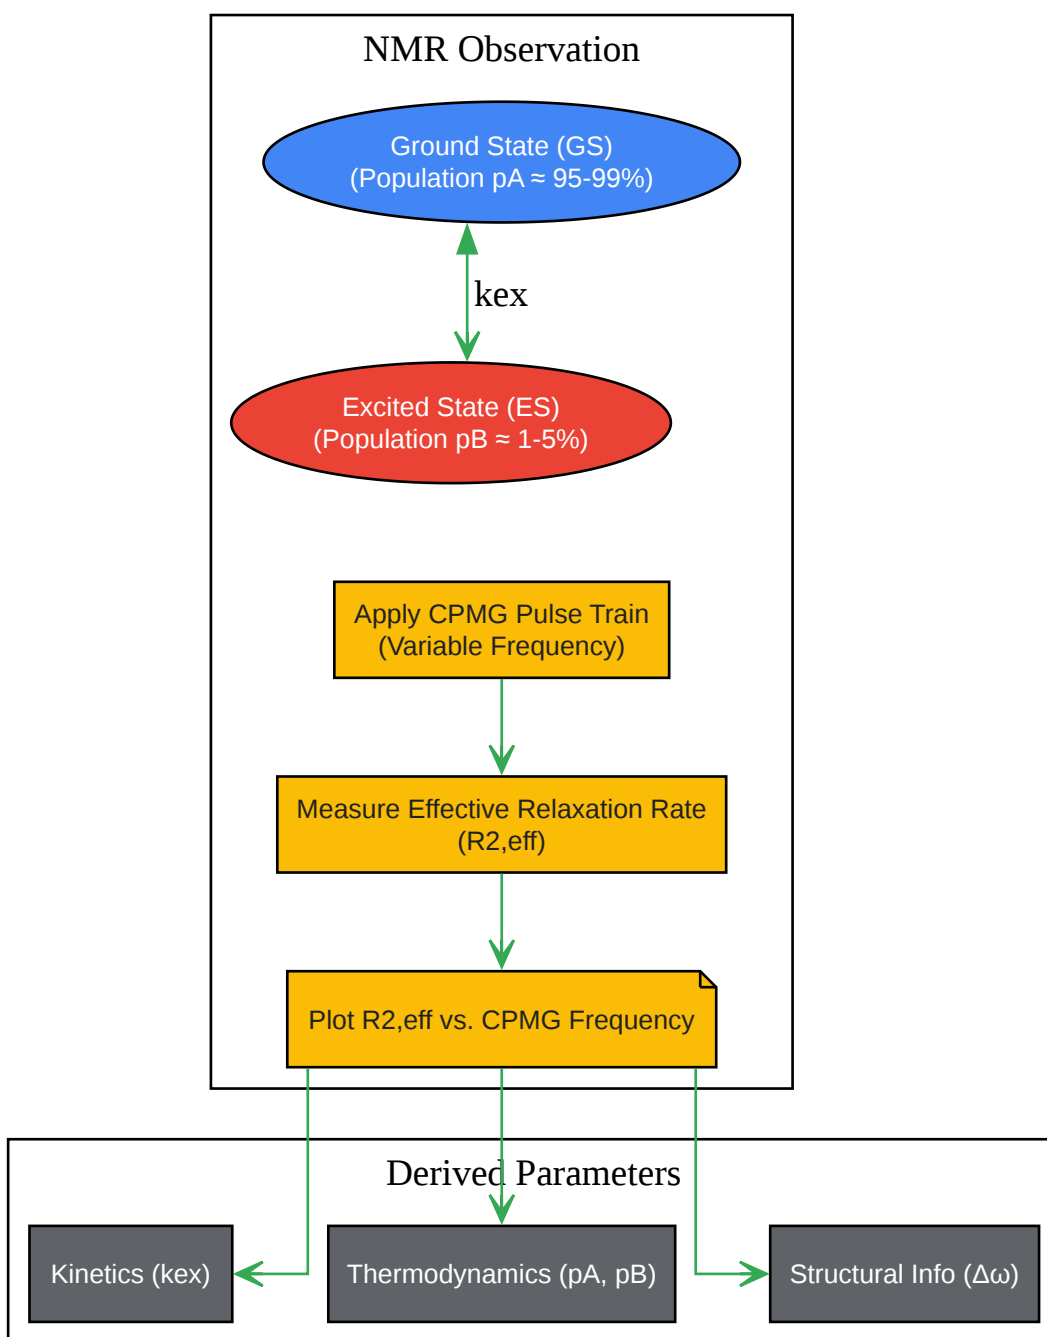 NMR Observation
Ground State (GS)
(Population pA ≈ 95-99%)
kex
Excited State (ES)
(Population pB ≈ 1-5%)
Apply CPMG Pulse Train
(Variable Frequency)
Measure Effective Relaxation Rate
(R2,eff)
Plot R2,eff vs. CPMG Frequency
Derived Parameters
Kinetics (kex)
Thermodynamics (pA, pB)
Structural Info (Δω)